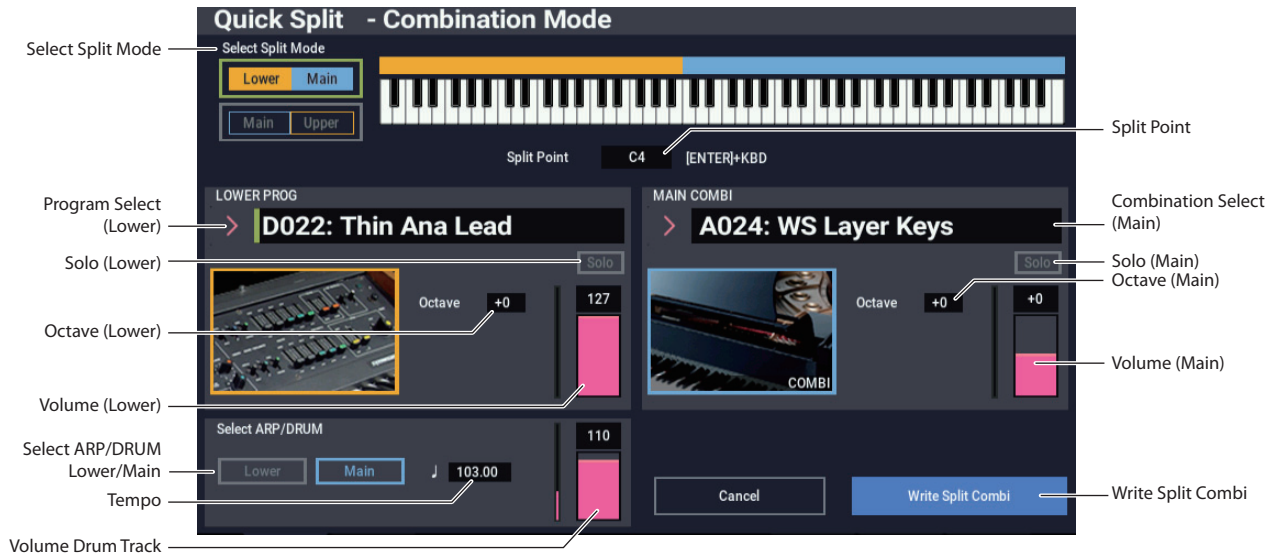 Quick Split - Combination Mode
Select Split Mode
Select Split Mode
Lower Main
Main Upper
Split Point C4 [ENTER]+KBD
Split Point
LOWER PROG
MAIN COMBI
Program Select
(Lower)
D022: Thin Ana Lead
A024: WS Layer Keys
Combination Select
(Main)
Solo (Lower)
Solo
Solo
Solo (Main)
Octave (Main)
Octave +0
127
Octave +0
+0
Octave (Lower)
COMBI
Volume (Main)
Volume (Lower)
Select ARP/DRUM
110
Select ARP/DRUM
Lower/Main
Lower Main
♩ 103.00
Tempo
Cancel
Write Split Combi
Write Split Combi
Volume Drum Track